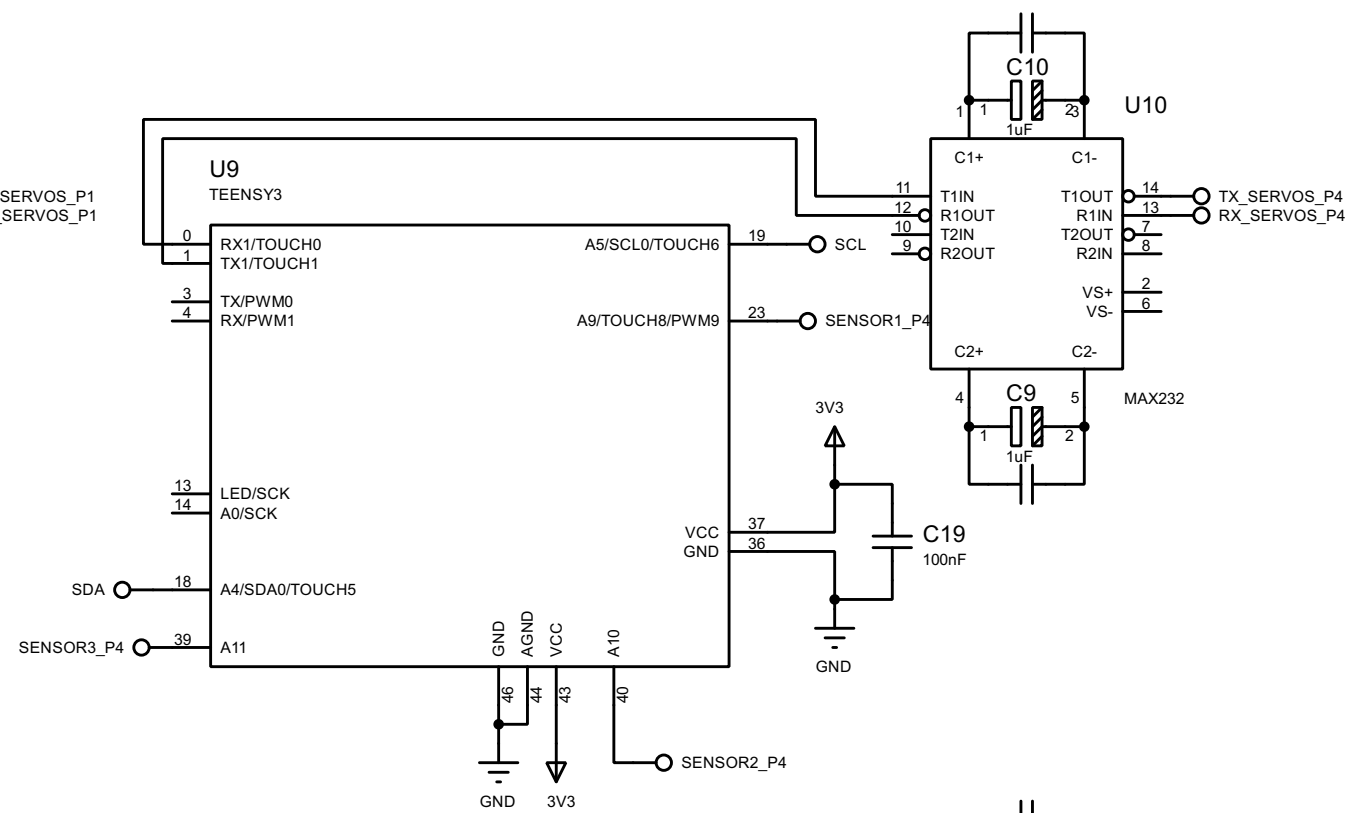 SERVOS_P1
_SERVOS_P1
U9
TEENSY3
0
RX1/TOUCH0
1
TX1/TOUCH1
3
TX/PWM0
4
RX/PWM1
13
LED/SCK
14
A0/SCK
SDA
18
A4/SDA0/TOUCH5
SENSOR3_P4
39
A11
A5/SCL0/TOUCH6
19
SCL
A9/TOUCH8/PWM9
23
SENSOR1_P4
VCC
37
GND
36
GND
46
AGND
44
VCC
43
A10
40
GND
3V3
SENSOR2_P4
3V3
C19
100nF
GND
C10
1
1
2
3
1uF
U10
C1+
C1-
11
T1IN
12
R1OUT
10
T2IN
9
R2OUT
T1OUT
14
TX_SERVOS_P4
R1IN
13
RX_SERVOS_P4
T2OUT
7
R2IN
8
VS+
2
VS-
6
C2+
C2-
4
5
MAX232
C9
1
2
1uF